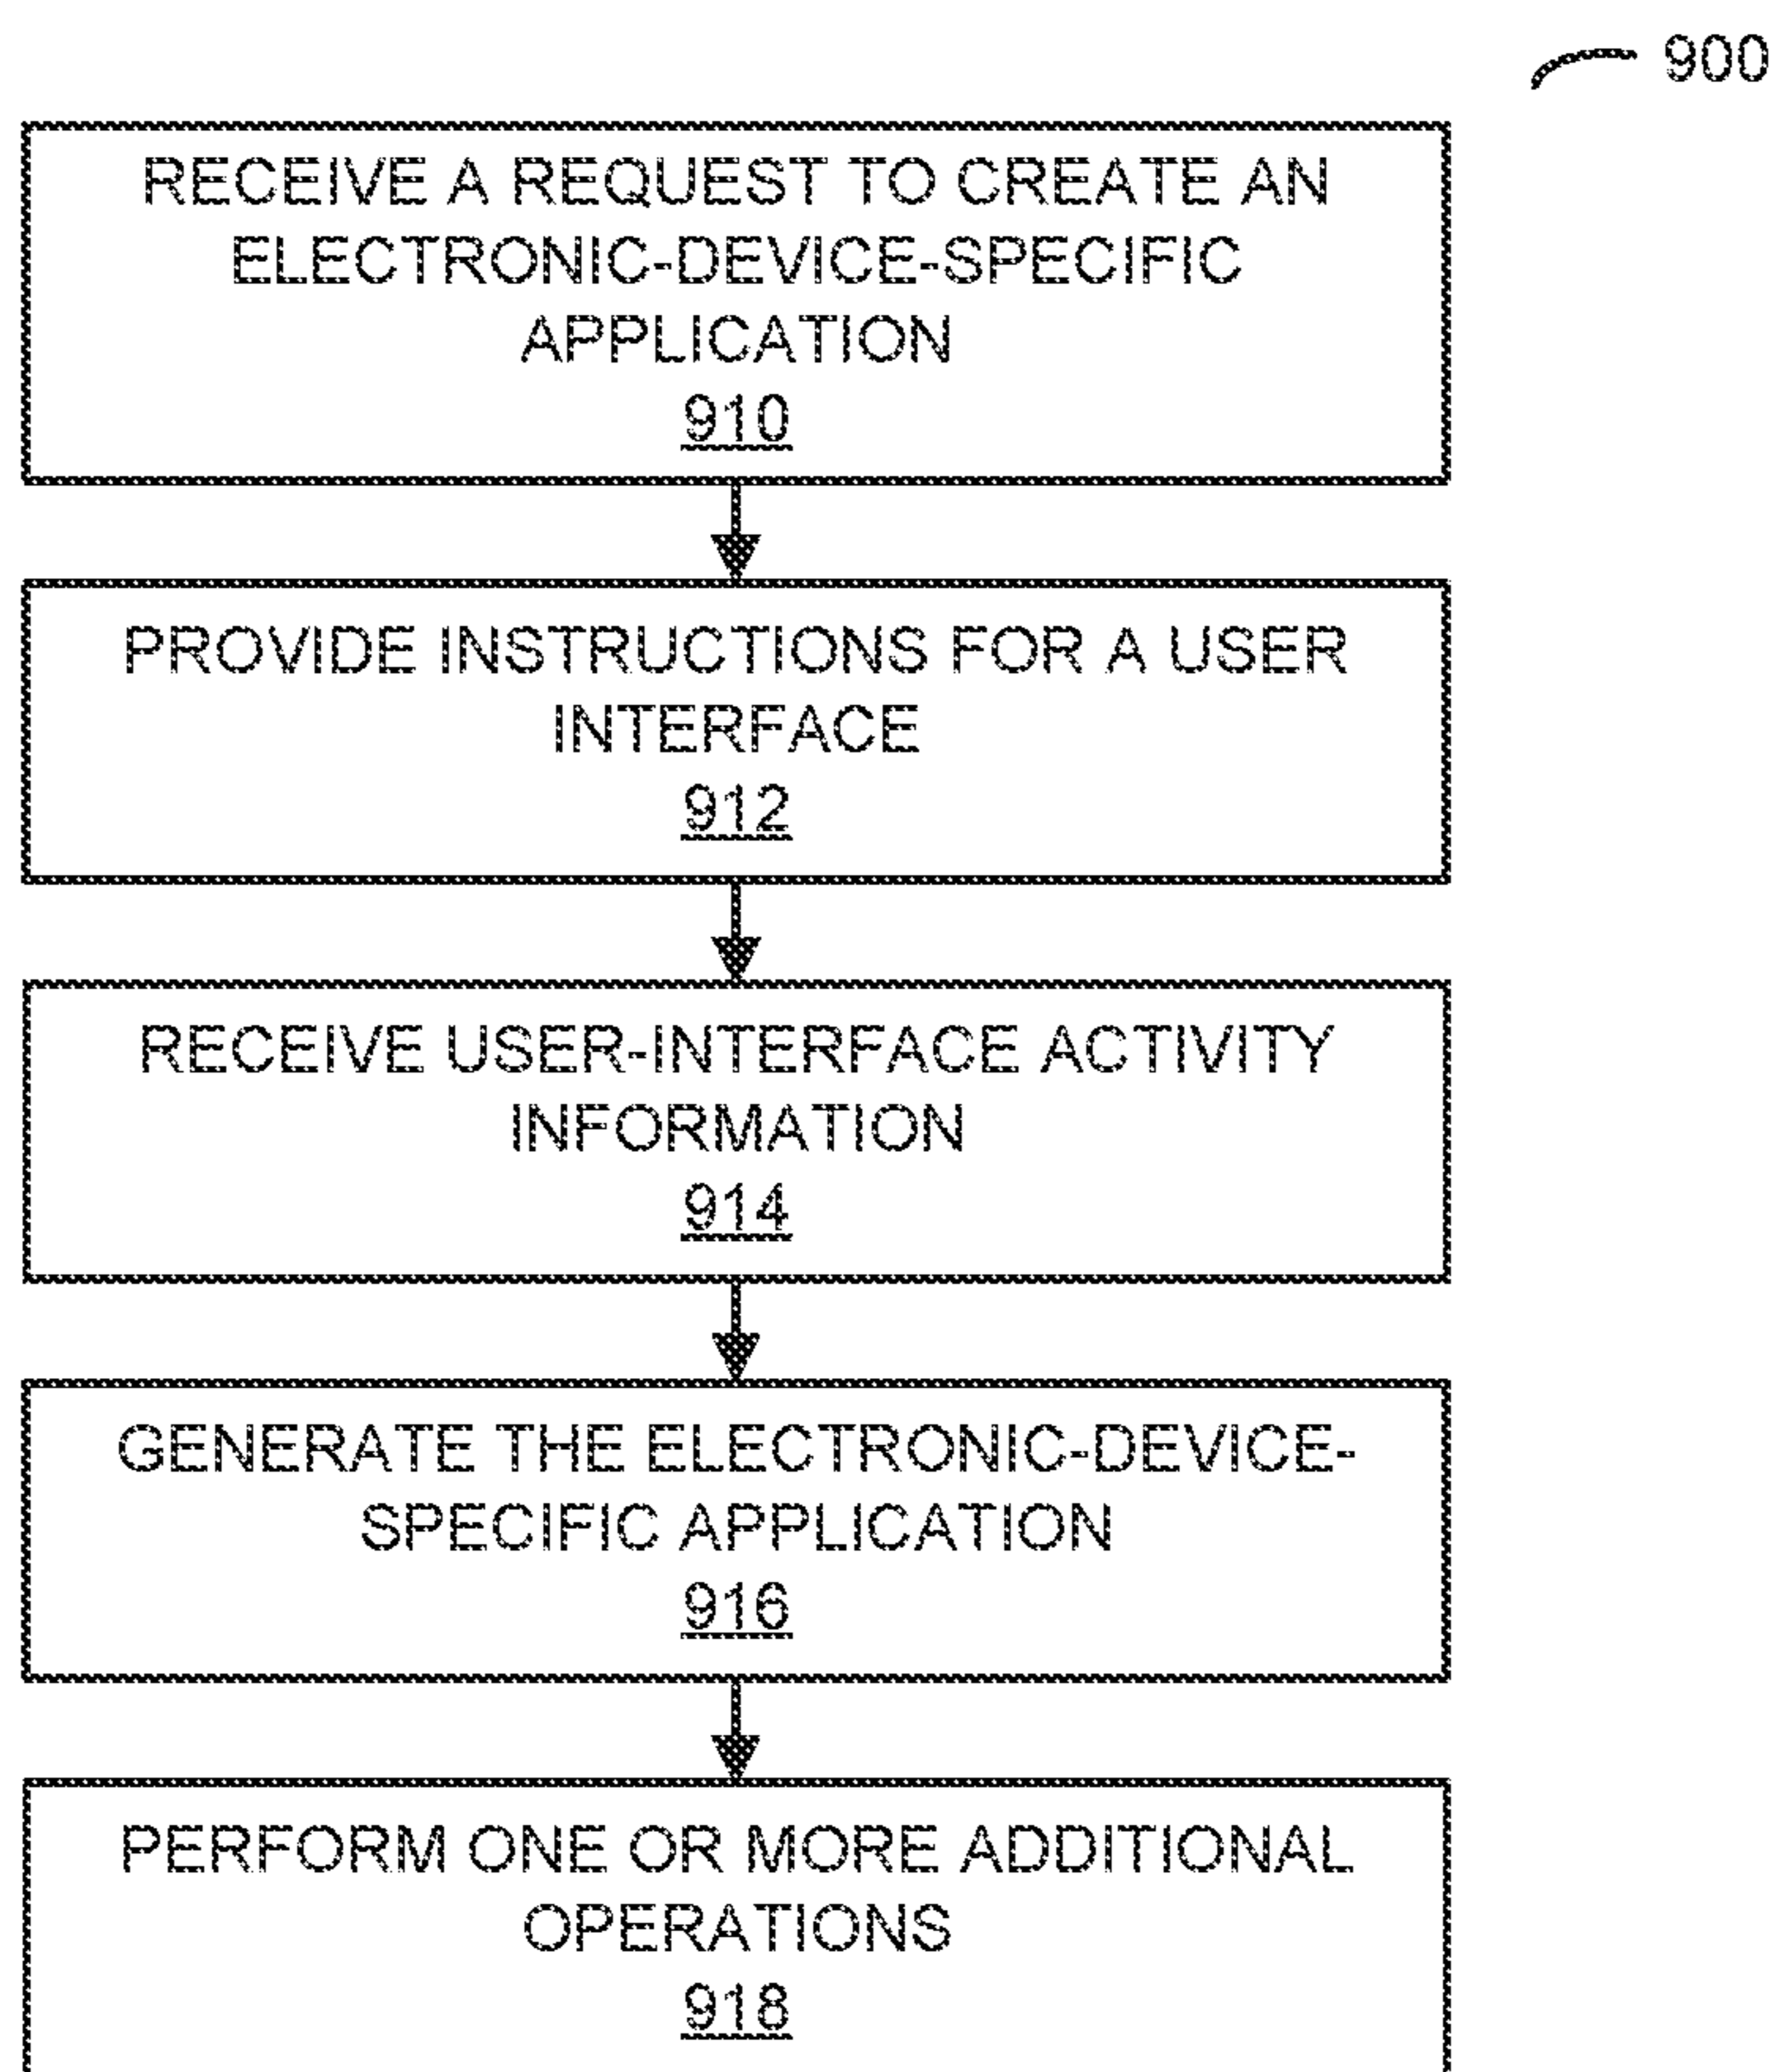 900
RECEIVE A REQUEST TO CREATE AN
ELECTRONIC-DEVICE-SPECIFIC
APPLICATION
910
PROVIDE INSTRUCTIONS FOR A USER
INTERFACE
912
RECEIVE USER-INTERFACE ACTIVITY
INFORMATION
914
GENERATE THE ELECTRONIC-DEVICE-
SPECIFIC APPLICATION
916
PERFORM ONE OR MORE ADDITIONAL
OPERATIONS
918